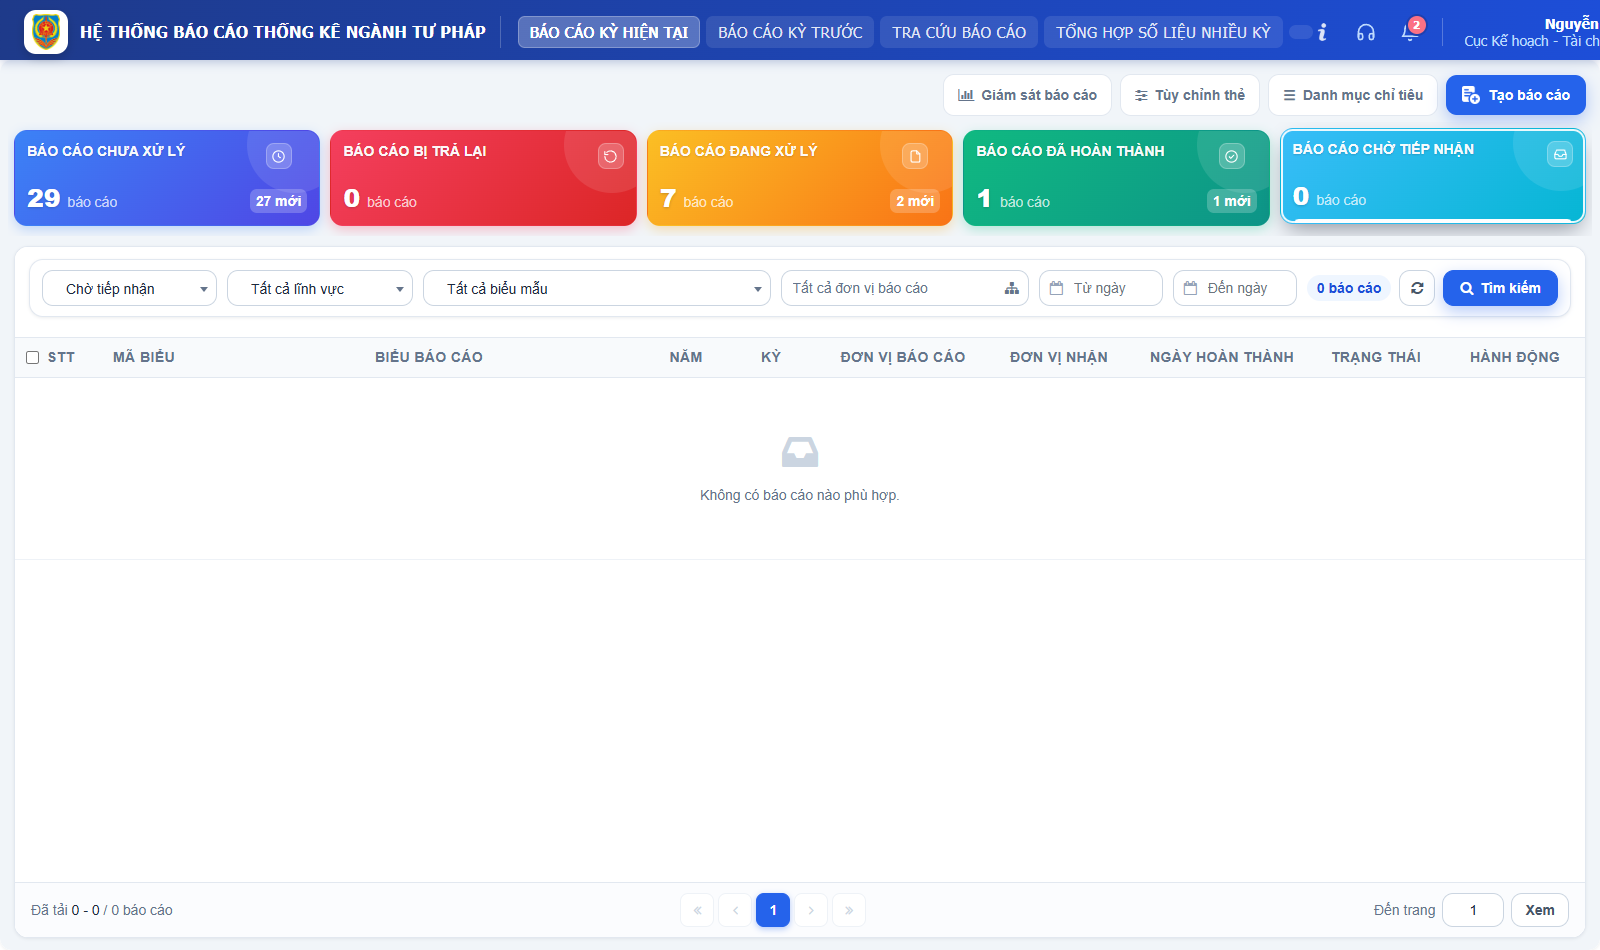 HỆ THỐNG BÁO CÁO THỐNG KÊ NGÀNH TƯ PHÁP
BÁO CÁO KỲ HIỆN TẠI
BÁO CÁO KỲ TRƯỚC
TRA CỨU BÁO CÁO
TỔNG HỢP SỐ LIỆU NHIỀU KỲ
2
Nguyễn
Cục Kế hoạch - Tài ch
Giám sát báo cáo
Tùy chỉnh thẻ
Danh mục chỉ tiêu
Tạo báo cáo
BÁO CÁO CHƯA XỬ LÝ
29 báo cáo
27 mới
BÁO CÁO BỊ TRẢ LẠI
0 báo cáo
BÁO CÁO ĐANG XỬ LÝ
7 báo cáo
2 mới
BÁO CÁO ĐÃ HOÀN THÀNH
1 báo cáo
1 mới
BÁO CÁO CHỜ TIẾP NHẬN
0 báo cáo
Chờ tiếp nhận
Tất cả lĩnh vực
Tất cả biểu mẫu
Tất cả đơn vị báo cáo
Từ ngày
Đến ngày
0 báo cáo
Tìm kiếm
STT MÃ BIỂU BIỂU BÁO CÁO NĂM KỲ ĐƠN VỊ BÁO CÁO ĐƠN VỊ NHẬN NGÀY HOÀN THÀNH TRẠNG THÁI HÀNH ĐỘNG
Không có báo cáo nào phù hợp.
Đã tải 0 - 0 / 0 báo cáo
« ‹ 1 › »
Đến trang 1 Xem